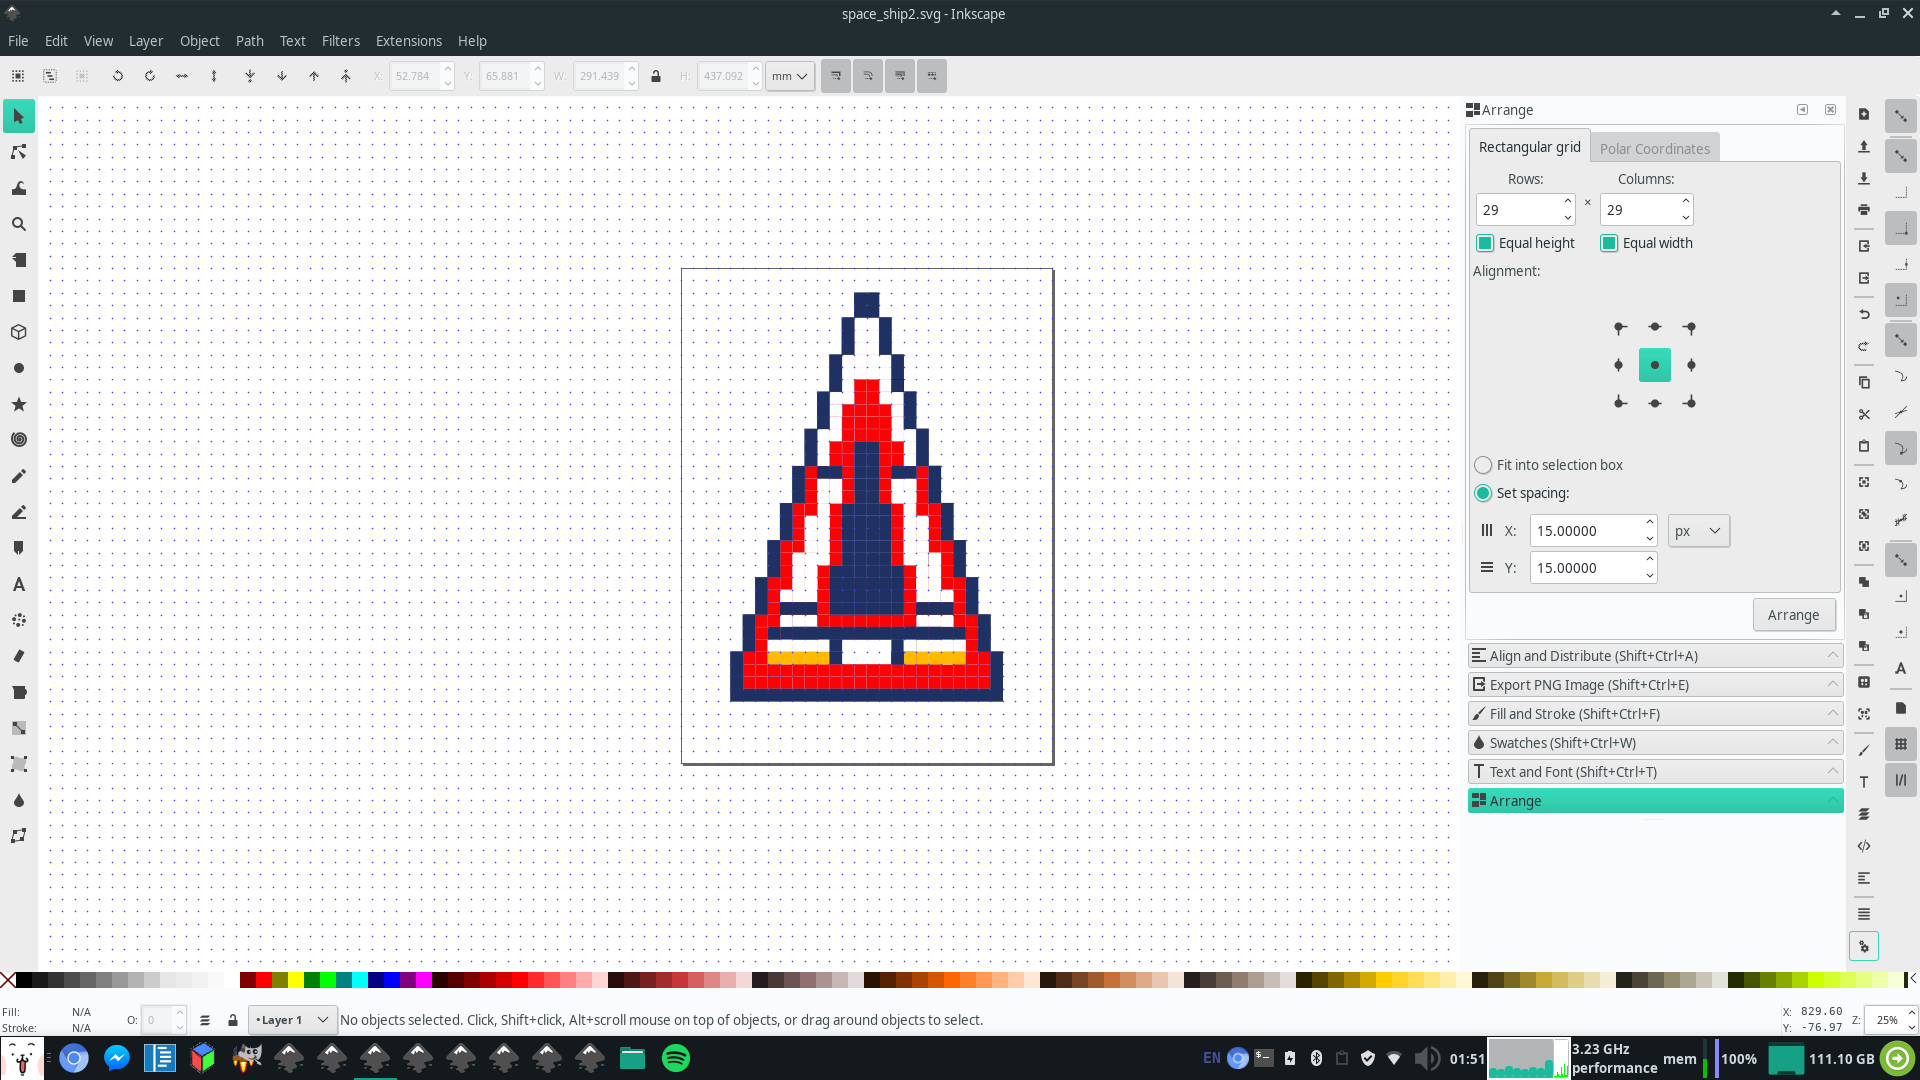 space_ship2.svg - Inkscape
File Edit View Layer Object Path Text Filters Extensions Help
X: 52.784 Y: 65.881 W: 291.439 H: 437.092 mm
Arrange
Rectangular grid Polar Coordinates
Rows: Columns:
29 × 29
Equal height Equal width
Alignment:
Fit into selection box
Set spacing:
X: 15.00000 px
Y: 15.00000
Arrange
Align and Distribute (Shift+Ctrl+A)
Export PNG Image (Shift+Ctrl+E)
Fill and Stroke (Shift+Ctrl+F)
Swatches (Shift+Ctrl+W)
Text and Font (Shift+Ctrl+T)
Arrange
Fill: N/A
Stroke: N/A
O: 0
•Layer 1
No objects selected. Click, Shift+click, Alt+scroll mouse on top of objects, or drag around objects to select.
X: 829.60
Y: -76.97
Z: 25%
EN 01:51 3.23 GHz
performance
mem 100% 111.10 GB